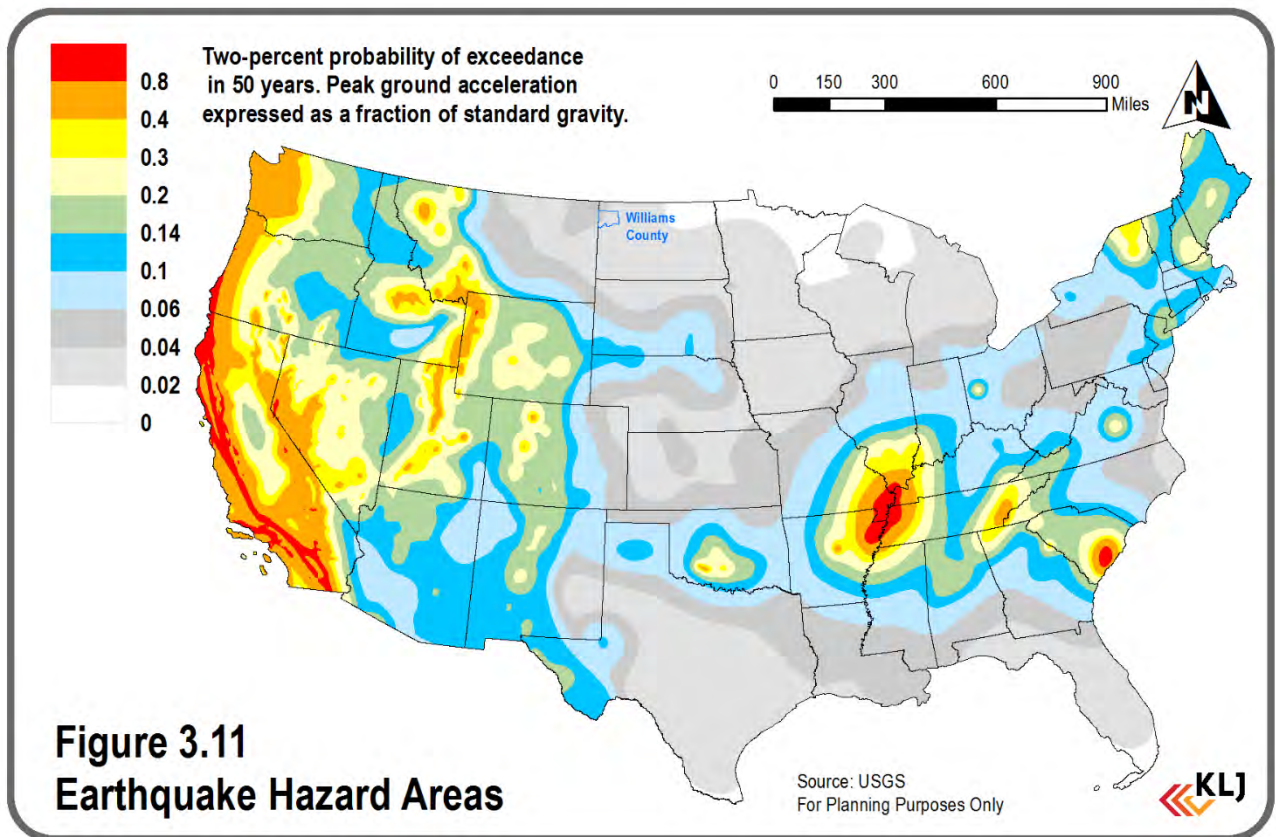 Two-percent probability of exceedance
in 50 years. Peak ground acceleration
expressed as a fraction of standard gravity.
0.8
0.4
0.3
0.2
0.14
0.1
0.06
0.04
0.02
0
0 150 300 600 900
Miles
N
Williams
County
Figure 3.11
Earthquake Hazard Areas
Source: USGS
For Planning Purposes Only
KLJ